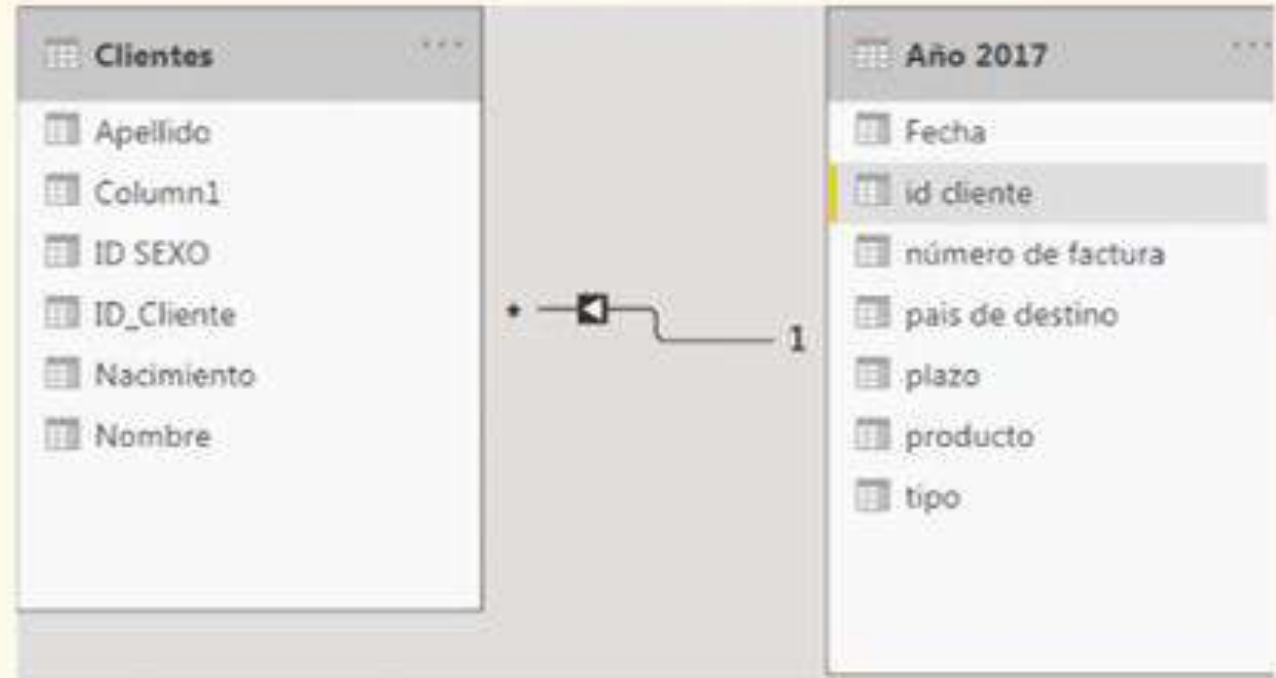 Clientes
Apellido
Column1
ID SEXO
ID_Cliente
Nacimiento
Nombre
* 1
Año 2017
Fecha
id cliente
número de factura
pais de destino
plazo
producto
tipo